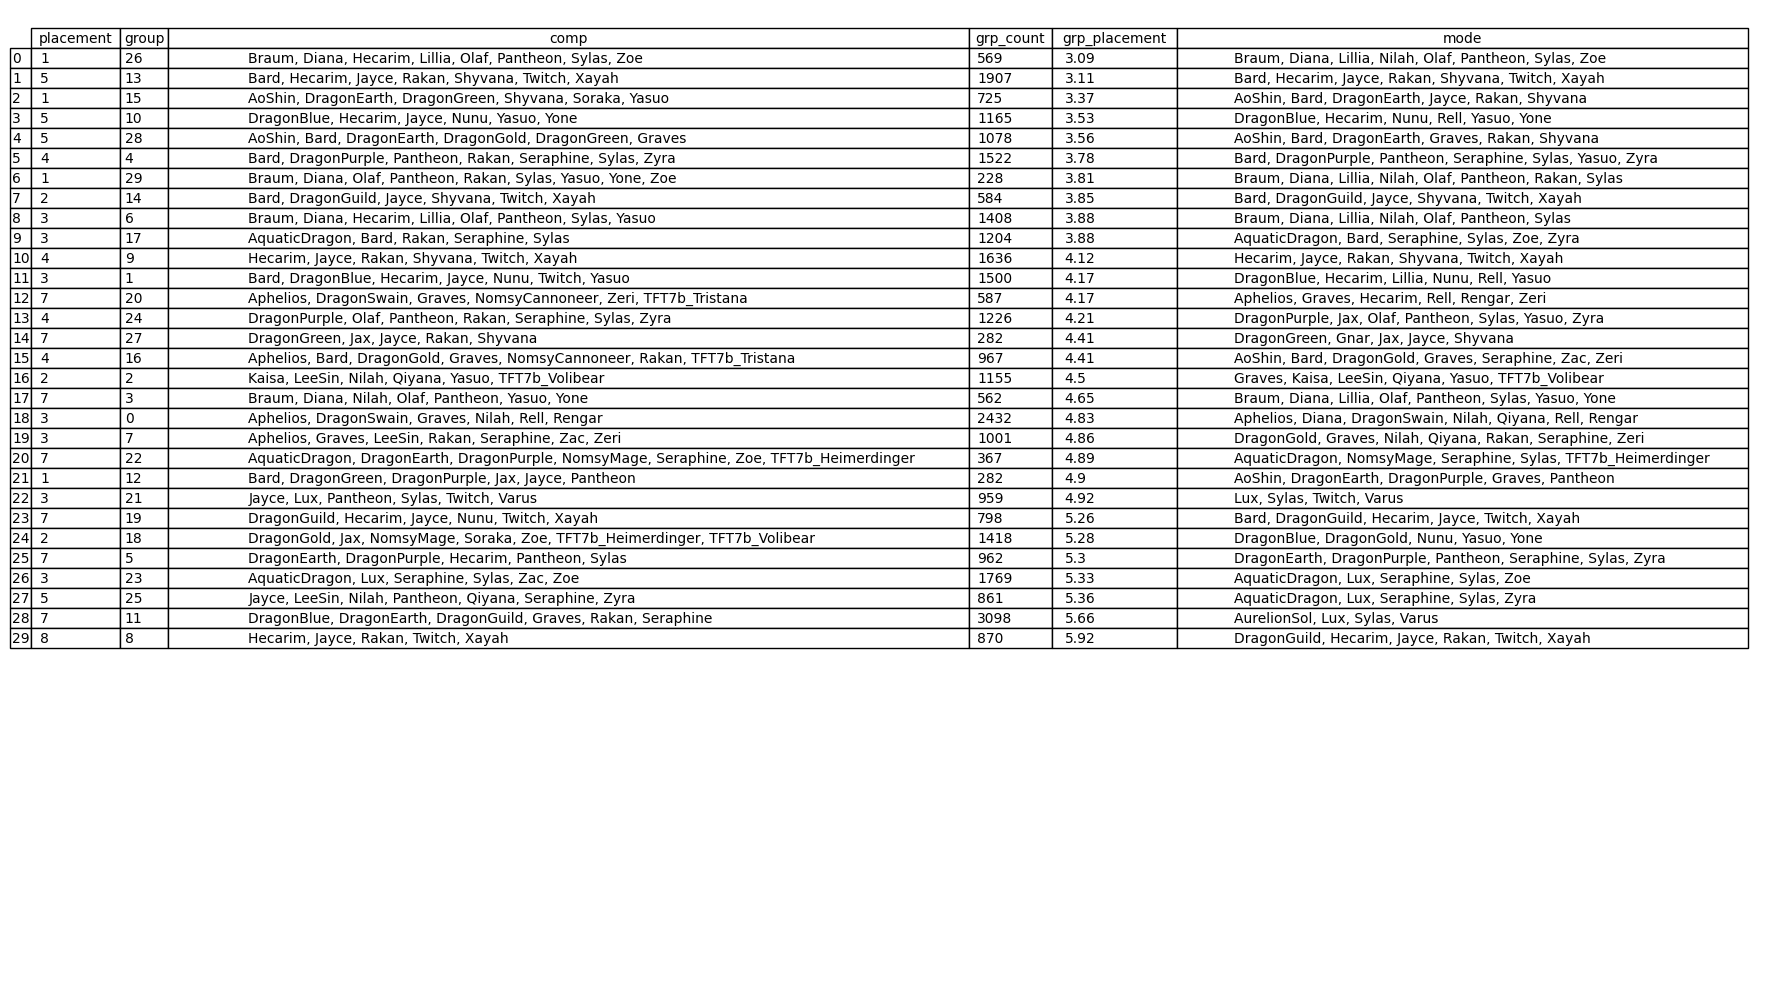 placement group comp grp_count grp_placement mode
0 1 26 Braum, Diana, Hecarim, Lillia, Olaf, Pantheon, Sylas, Zoe 569 3.09 Braum, Diana, Lillia, Nilah, Olaf, Pantheon, Sylas, Zoe
1 5 13 Bard, Hecarim, Jayce, Rakan, Shyvana, Twitch, Xayah 1907 3.11 Bard, Hecarim, Jayce, Rakan, Shyvana, Twitch, Xayah
2 1 15 AoShin, DragonEarth, DragonGreen, Shyvana, Soraka, Yasuo 725 3.37 AoShin, Bard, DragonEarth, Jayce, Rakan, Shyvana
3 5 10 DragonBlue, Hecarim, Jayce, Nunu, Yasuo, Yone 1165 3.53 DragonBlue, Hecarim, Nunu, Rell, Yasuo, Yone
4 5 28 AoShin, Bard, DragonEarth, DragonGold, DragonGreen, Graves 1078 3.56 AoShin, Bard, DragonEarth, Graves, Rakan, Shyvana
5 4 4 Bard, DragonPurple, Pantheon, Rakan, Seraphine, Sylas, Zyra 1522 3.78 Bard, DragonPurple, Pantheon, Seraphine, Sylas, Yasuo, Zyra
6 1 29 Braum, Diana, Olaf, Pantheon, Rakan, Sylas, Yasuo, Yone, Zoe 228 3.81 Braum, Diana, Lillia, Nilah, Olaf, Pantheon, Rakan, Sylas
7 2 14 Bard, DragonGuild, Jayce, Shyvana, Twitch, Xayah 584 3.85 Bard, DragonGuild, Jayce, Shyvana, Twitch, Xayah
8 3 6 Braum, Diana, Hecarim, Lillia, Olaf, Pantheon, Sylas, Yasuo 1408 3.88 Braum, Diana, Lillia, Nilah, Olaf, Pantheon, Sylas
9 3 17 AquaticDragon, Bard, Rakan, Seraphine, Sylas 1204 3.88 AquaticDragon, Bard, Seraphine, Sylas, Zoe, Zyra
10 4 9 Hecarim, Jayce, Rakan, Shyvana, Twitch, Xayah 1636 4.12 Hecarim, Jayce, Rakan, Shyvana, Twitch, Xayah
11 3 1 Bard, DragonBlue, Hecarim, Jayce, Nunu, Twitch, Yasuo 1500 4.17 DragonBlue, Hecarim, Lillia, Nunu, Rell, Yasuo
12 7 20 Aphelios, DragonSwain, Graves, NomsyCannoneer, Zeri, TFT7b_Tristana 587 4.17 Aphelios, Graves, Hecarim, Rell, Rengar, Zeri
13 4 24 DragonPurple, Olaf, Pantheon, Rakan, Seraphine, Sylas, Zyra 1226 4.21 DragonPurple, Jax, Olaf, Pantheon, Sylas, Yasuo, Zyra
14 7 27 DragonGreen, Jax, Jayce, Rakan, Shyvana 282 4.41 DragonGreen, Gnar, Jax, Jayce, Shyvana
15 4 16 Aphelios, Bard, DragonGold, Graves, NomsyCannoneer, Rakan, TFT7b_Tristana 967 4.41 AoShin, Bard, DragonGold, Graves, Seraphine, Zac, Zeri
16 2 2 Kaisa, LeeSin, Nilah, Qiyana, Yasuo, TFT7b_Volibear 1155 4.5 Graves, Kaisa, LeeSin, Qiyana, Yasuo, TFT7b_Volibear
17 7 3 Braum, Diana, Nilah, Olaf, Pantheon, Yasuo, Yone 562 4.65 Braum, Diana, Lillia, Olaf, Pantheon, Sylas, Yasuo, Yone
18 3 0 Aphelios, DragonSwain, Graves, Nilah, Rell, Rengar 2432 4.83 Aphelios, Diana, DragonSwain, Nilah, Qiyana, Rell, Rengar
19 3 7 Aphelios, Graves, LeeSin, Rakan, Seraphine, Zac, Zeri 1001 4.86 DragonGold, Graves, Nilah, Qiyana, Rakan, Seraphine, Zeri
20 7 22 AquaticDragon, DragonEarth, DragonPurple, NomsyMage, Seraphine, Zoe, TFT7b_Heimerdinger 367 4.89 AquaticDragon, NomsyMage, Seraphine, Sylas, TFT7b_Heimerdinger
21 1 12 Bard, DragonGreen, DragonPurple, Jax, Jayce, Pantheon 282 4.9 AoShin, DragonEarth, DragonPurple, Graves, Pantheon
22 3 21 Jayce, Lux, Pantheon, Sylas, Twitch, Varus 959 4.92 Lux, Sylas, Twitch, Varus
23 7 19 DragonGuild, Hecarim, Jayce, Nunu, Twitch, Xayah 798 5.26 Bard, DragonGuild, Hecarim, Jayce, Twitch, Xayah
24 2 18 DragonGold, Jax, NomsyMage, Soraka, Zoe, TFT7b_Heimerdinger, TFT7b_Volibear 1418 5.28 DragonBlue, DragonGold, Nunu, Yasuo, Yone
25 7 5 DragonEarth, DragonPurple, Hecarim, Pantheon, Sylas 962 5.3 DragonEarth, DragonPurple, Pantheon, Seraphine, Sylas, Zyra
26 3 23 AquaticDragon, Lux, Seraphine, Sylas, Zac, Zoe 1769 5.33 AquaticDragon, Lux, Seraphine, Sylas, Zoe
27 5 25 Jayce, LeeSin, Nilah, Pantheon, Qiyana, Seraphine, Zyra 861 5.36 AquaticDragon, Lux, Seraphine, Sylas, Zyra
28 7 11 DragonBlue, DragonEarth, DragonGuild, Graves, Rakan, Seraphine 3098 5.66 AurelionSol, Lux, Sylas, Varus
29 8 8 Hecarim, Jayce, Rakan, Twitch, Xayah 870 5.92 DragonGuild, Hecarim, Jayce, Rakan, Twitch, Xayah